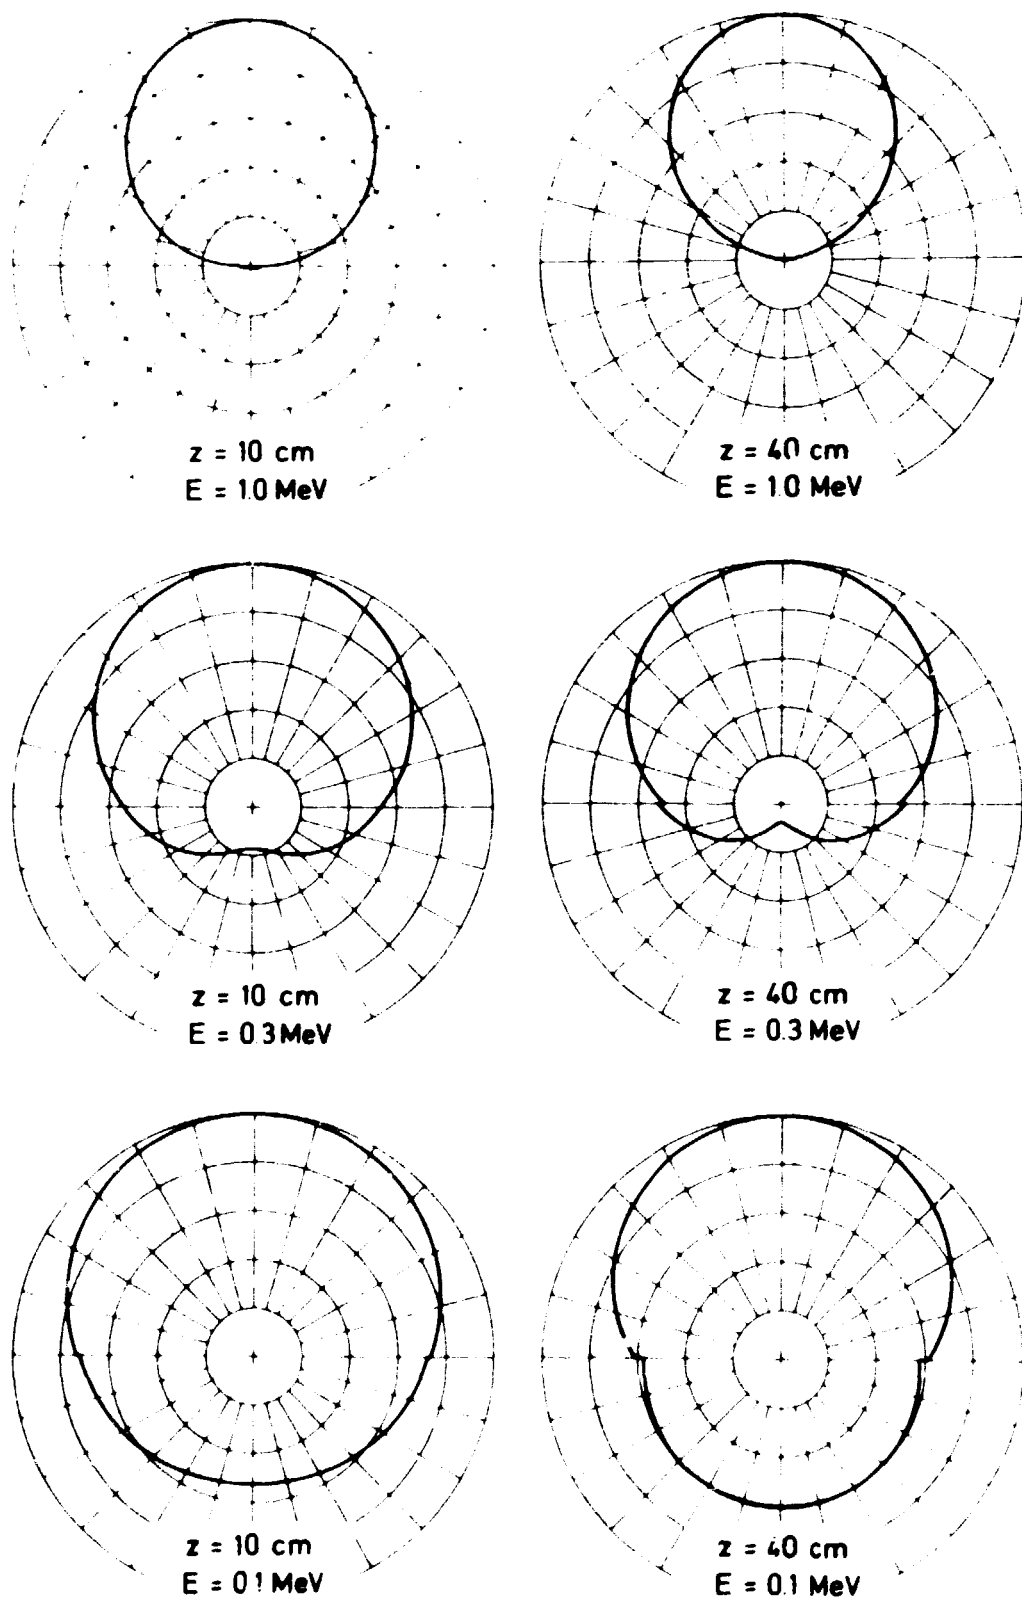 z = 10 cm
E = 1.0 MeV
z = 40 cm
E = 1.0 MeV
z = 10 cm
E = 0.3 MeV
z = 40 cm
E = 0.3 MeV
z = 10 cm
E = 0.1 MeV
z = 40 cm
E = 0.1 MeV